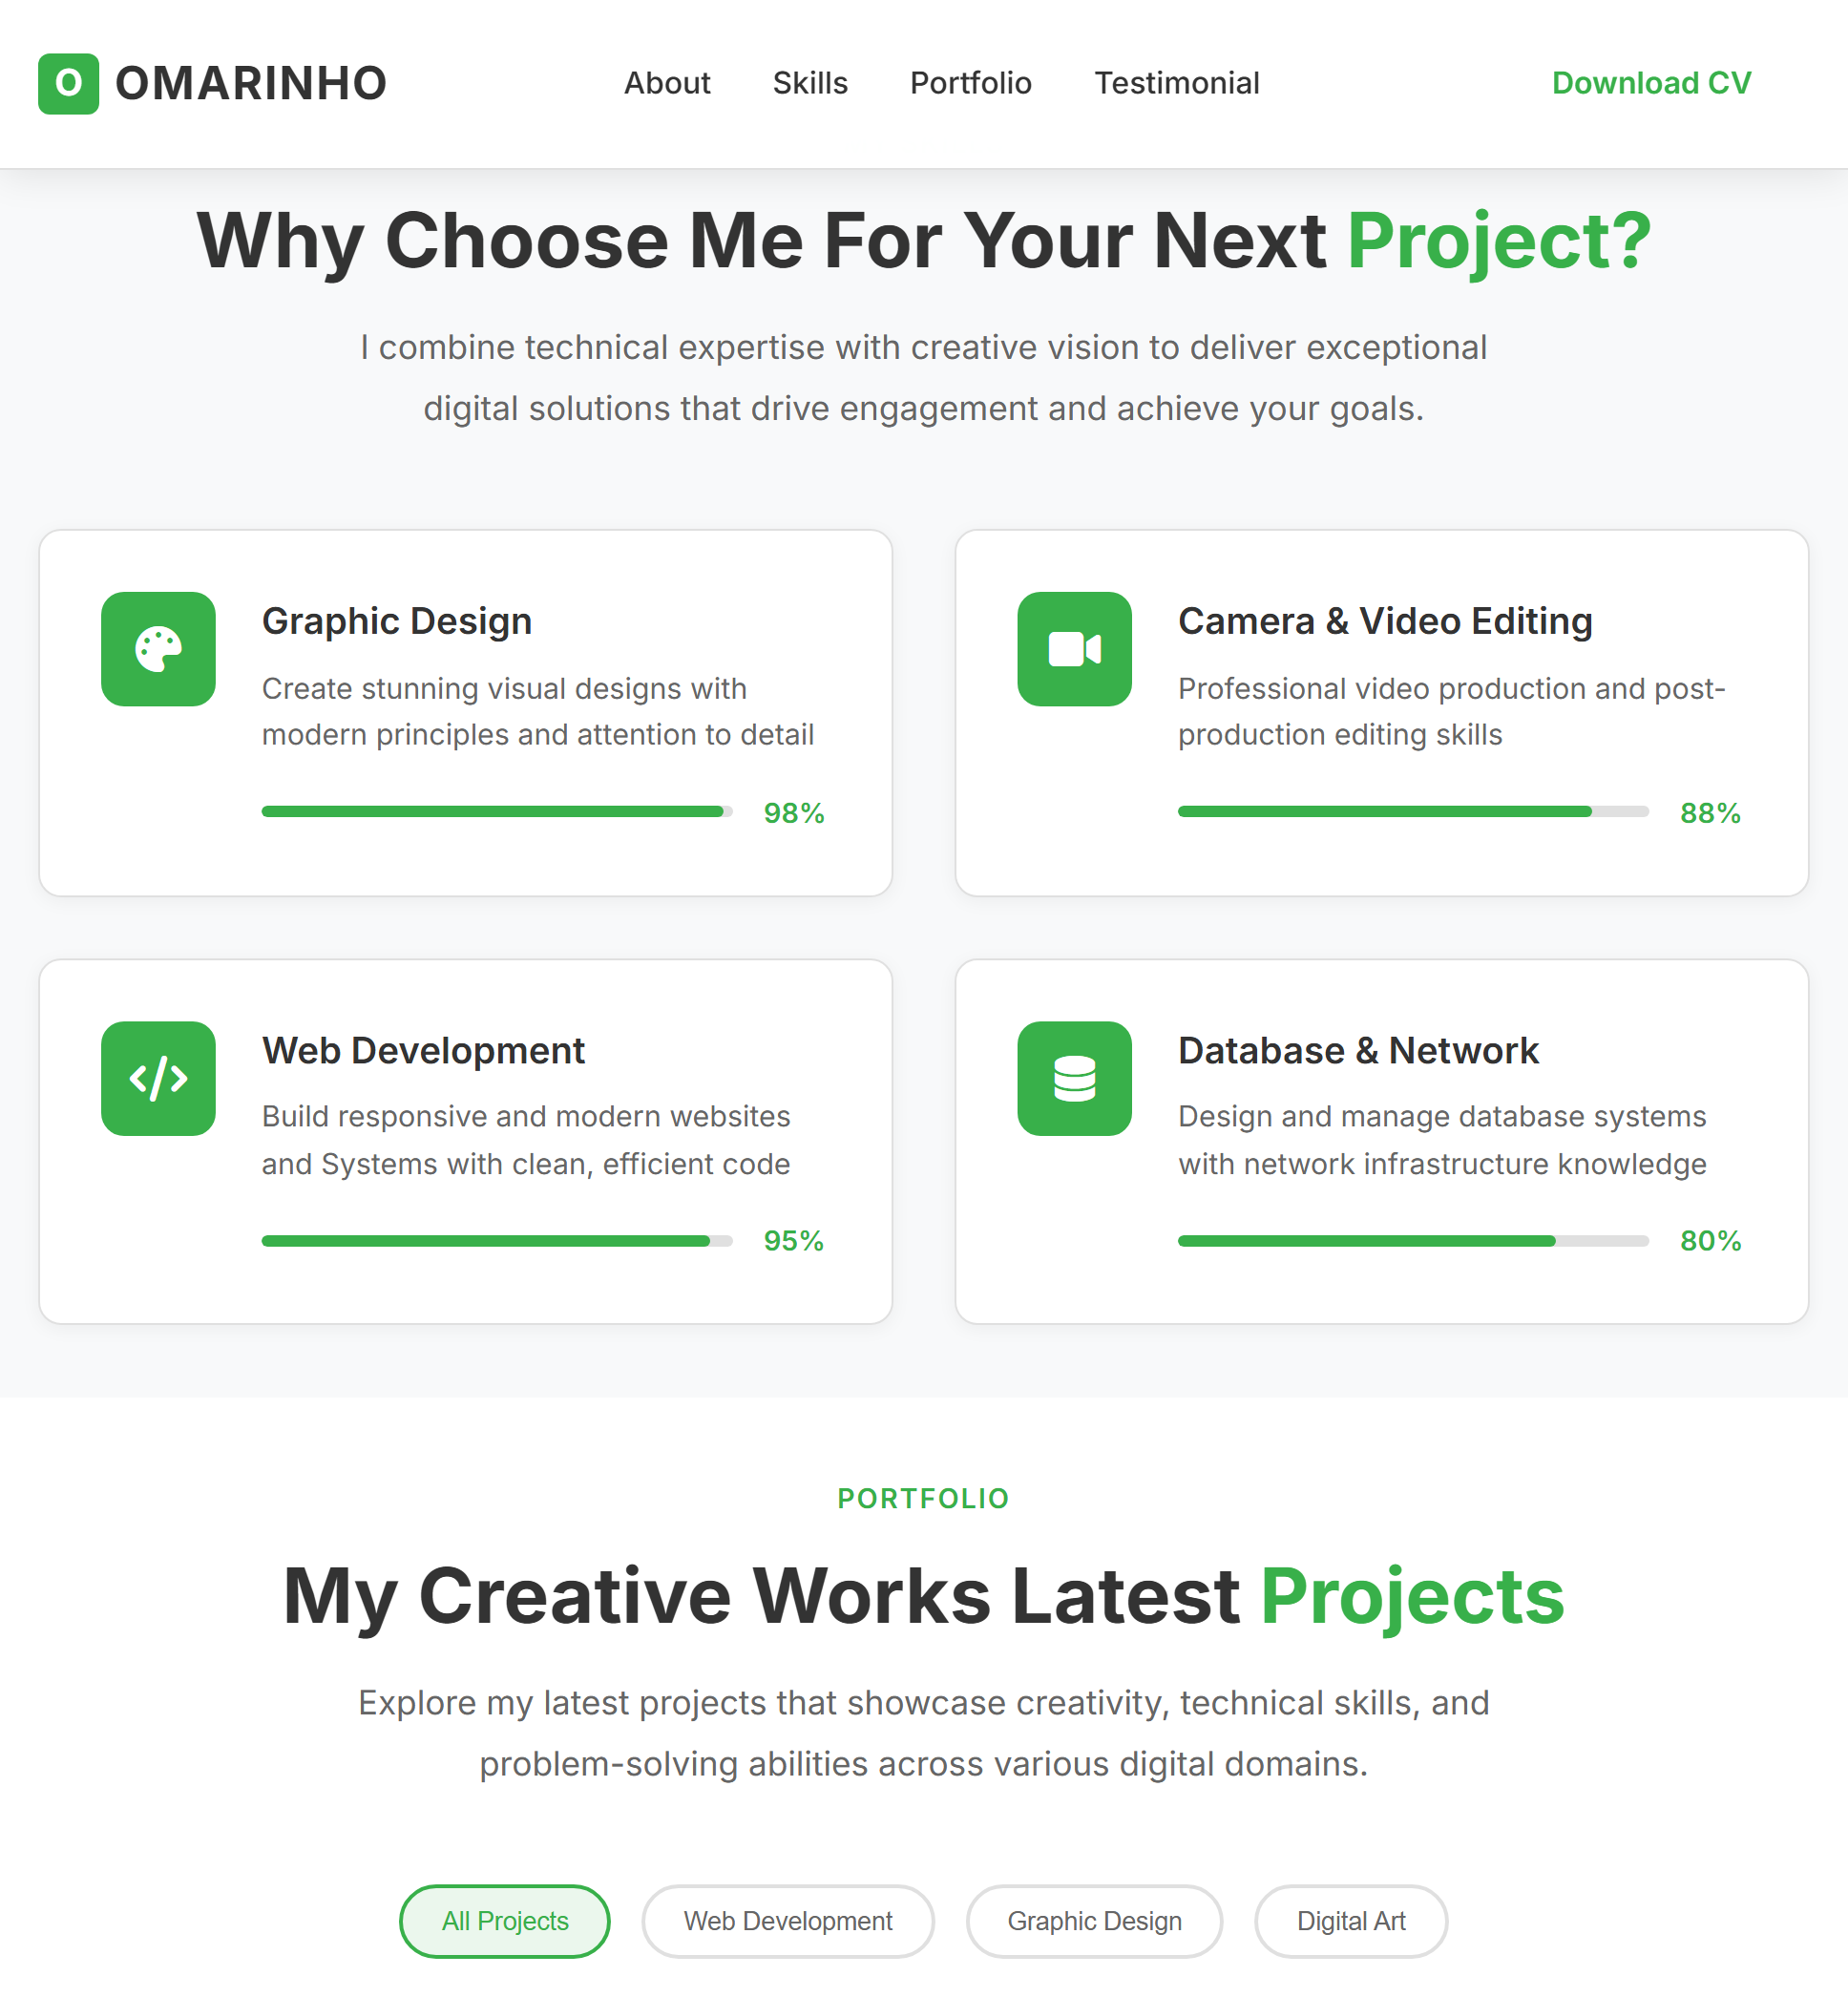 O OMARINHO
About
Skills
Portfolio
Testimonial
Download CV
Why Choose Me For Your Next Project?
I combine technical expertise with creative vision to deliver exceptional
digital solutions that drive engagement and achieve your goals.
Graphic Design
Create stunning visual designs with
modern principles and attention to detail
98%
Camera & Video Editing
Professional video production and post-
production editing skills
88%
Web Development
Build responsive and modern websites
and Systems with clean, efficient code
95%
Database & Network
Design and manage database systems
with network infrastructure knowledge
80%
PORTFOLIO
My Creative Works Latest Projects
Explore my latest projects that showcase creativity, technical skills, and
problem-solving abilities across various digital domains.
All Projects
Web Development
Graphic Design
Digital Art